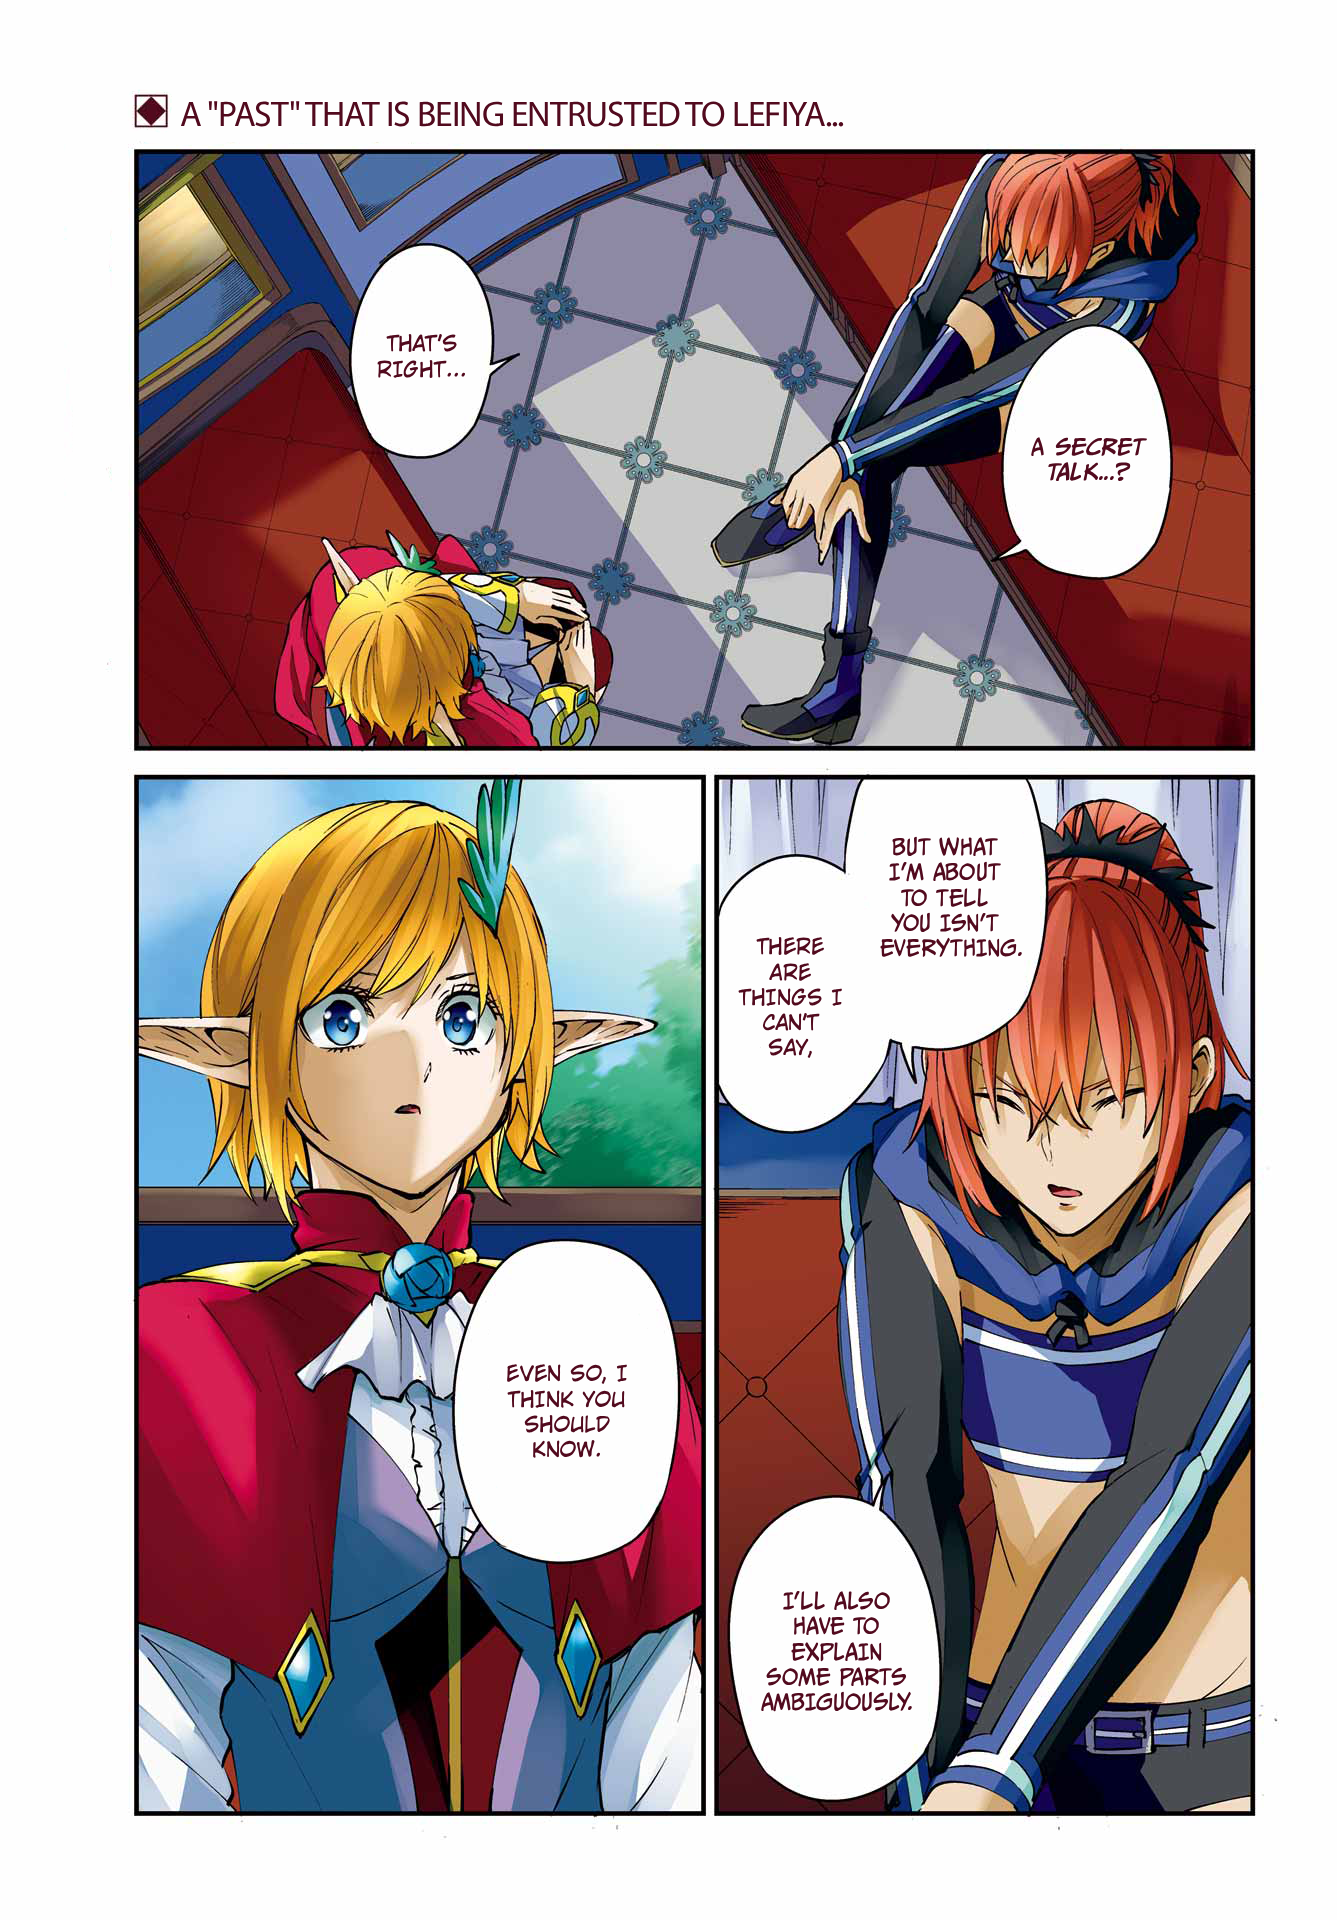 A "PAST" THAT IS BEING ENTRUSTED TO LEFIYA...
A SECRET
TALK...?
THAT'S
RIGHT...
BUT WHAT
I'M ABOUT
TO TELL
YOU ISN'T
EVERYTHING.
THERE
ARE
THINGS I
CAN'T
SAY,
I'LL ALSO
HAVE TO
EXPLAIN
SOME PARTS
AMBIGUOUSLY.
EVEN SO, I
THINK YOU
SHOULD
KNOW.